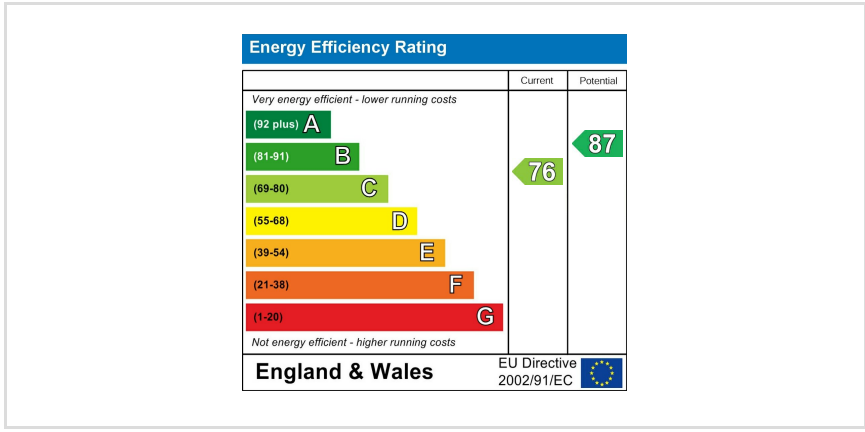 Energy Efficiency Rating
Current Potential
Very energy efficient - lower running costs
(92 plus) A
(81-91) B
(69-80) C
(55-68) D
(39-54) E
(21-38) F
(1-20) G
76
87
Not energy efficient - higher running costs
England & Wales
EU Directive
2002/91/EC